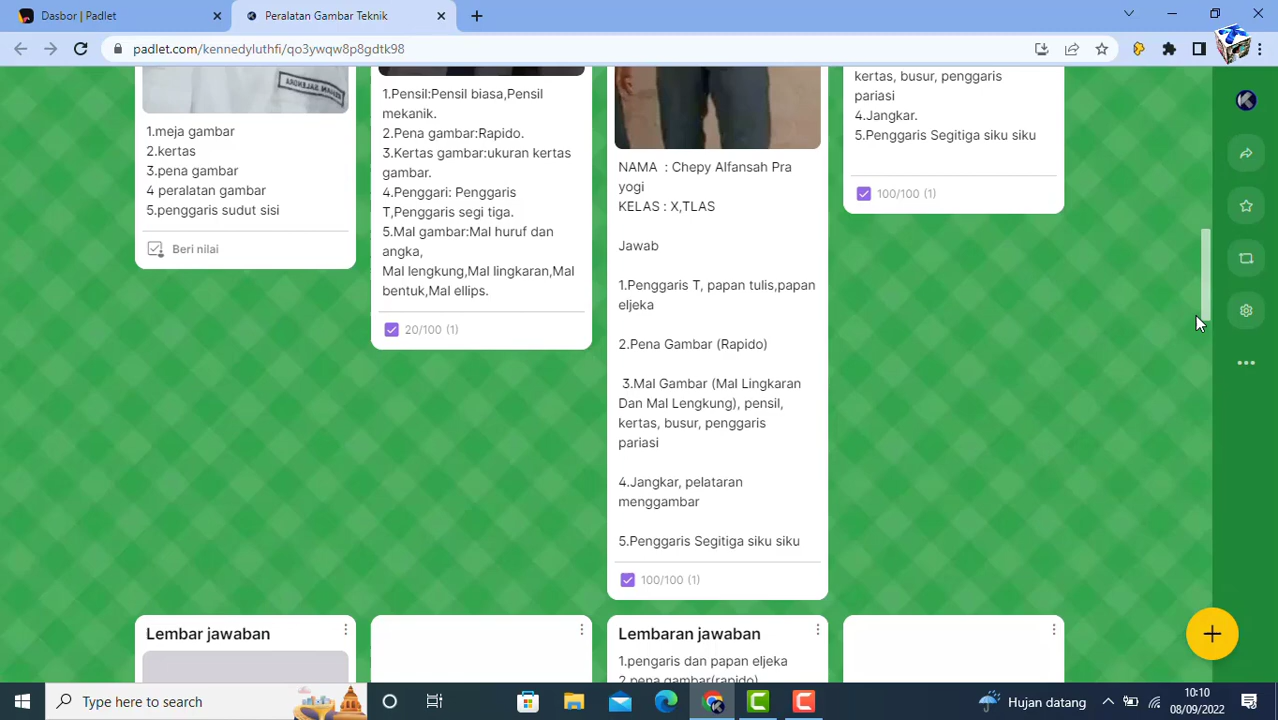 Dasbor | Padlet
Peralatan Gambar Teknik
padlet.com/kennedyluthfi/qo3ywqw8p8gdtk98
1.meja gambar
2.kertas
3.pena gambar
4 peralatan gambar
5.penggaris sudut sisi
Beri nilai
1.Pensil:Pensil biasa,Pensil
mekanik.
2.Pena gambar:Rapido.
3.Kertas gambar:ukuran kertas
gambar.
4.Penggari: Penggaris
T,Penggaris segi tiga.
5.Mal gambar:Mal huruf dan
angka,
Mal lengkung,Mal lingkaran,Mal
bentuk,Mal ellips.
20/100 (1)
NAMA : Chepy Alfansah Pra
yogi
KELAS : X,TLAS
Jawab
1.Penggaris T, papan tulis,papan
eljeka
2.Pena Gambar (Rapido)
3.Mal Gambar (Mal Lingkaran
Dan Mal Lengkung), pensil,
kertas, busur, penggaris
pariasi
4.Jangkar, pelataran
menggambar
5.Penggaris Segitiga siku siku
100/100 (1)
kertas, busur, penggaris
pariasi
4.Jangkar.
5.Penggaris Segitiga siku siku
100/100 (1)
Lembar jawaban
Lembaran jawaban
1.pengaris dan papan eljeka
2.pena gambar(rapido)
Type here to search
Hujan datang
10:10
08/09/2022